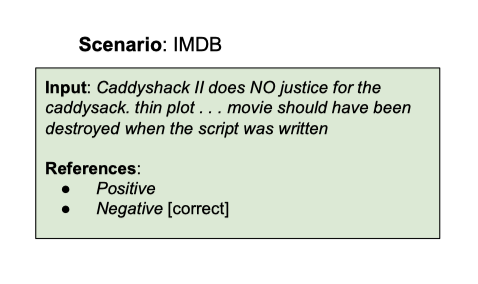 Scenario: IMDB
Input: Caddyshack II does NO justice for the
caddysack. thin plot . . . movie should have been
destroyed when the script was written
References:
● Positive
● Negative [correct]